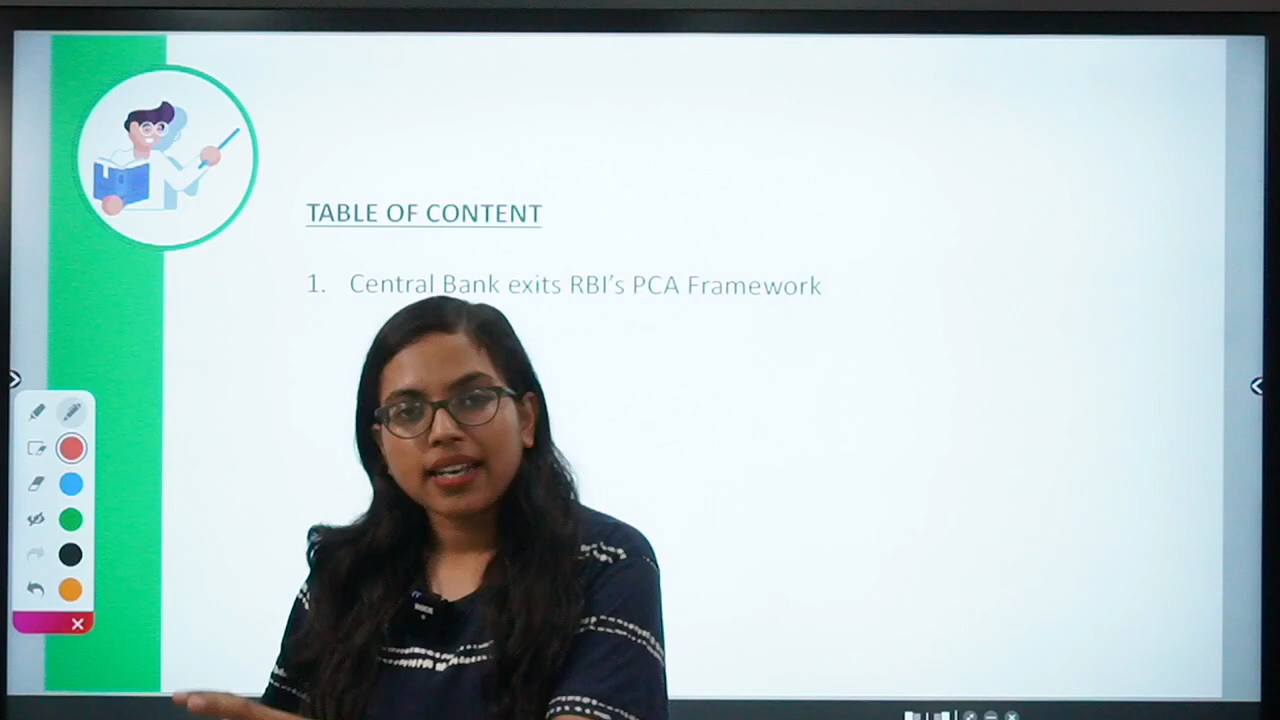 TABLE OF CONTENT
1. Central Bank exits RBI's PCA Framework